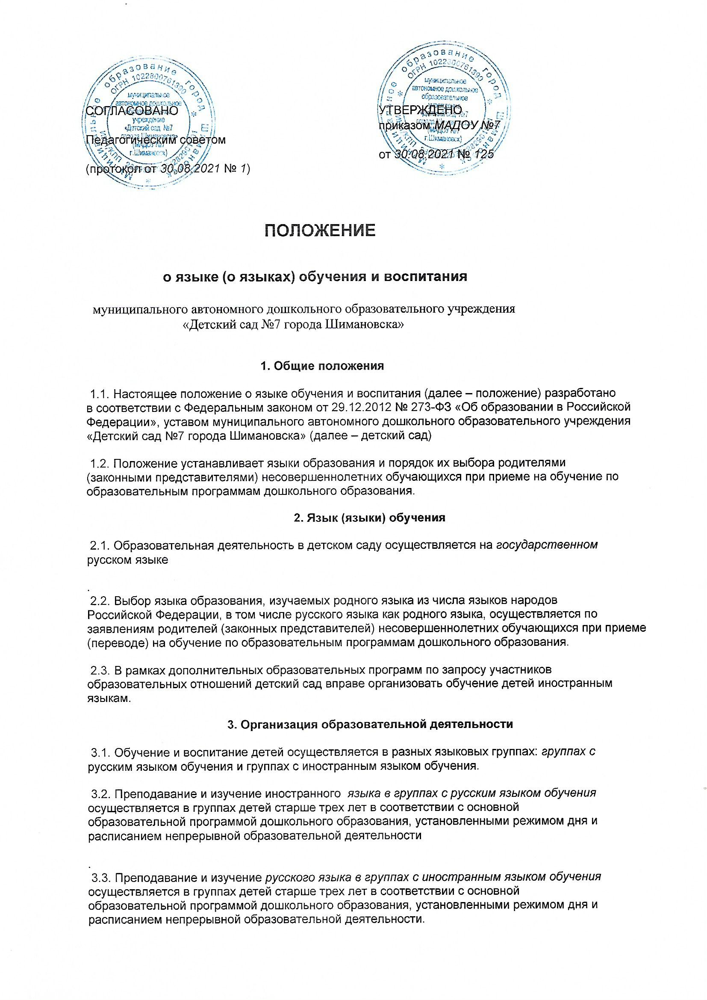 муниципальное образование город Шимановск
ОГРН 1022800761390
муниципальное
автономное дошкольное
учреждение
«Детский сад №7
города Шимановска»
(МАДОУ №7
г.Шимановск)
СОГЛАСОВАНО
Педагогическим советом
(протокол от 30.08.2021 № 1)
муниципальное образование город Шимановск
ОГРН 1022800761390
муниципальное
автономное дошкольное
образовательное
учреждение
(МАДОУ №7
г.Шимановск)
УТВЕРЖДЕНО
приказом МАДОУ №7
от 30.08.2021 № 125
ПОЛОЖЕНИЕ
о языке (о языках) обучения и воспитания
муниципального автономного дошкольного образовательного учреждения
«Детский сад №7 города Шимановска»
1. Общие положения
1.1. Настоящее положение о языке обучения и воспитания (далее – положение) разработано
в соответствии с Федеральным законом от 29.12.2012 № 273-ФЗ «Об образовании в Российской
Федерации», уставом муниципального автономного дошкольного образовательного учреждения
«Детский сад №7 города Шимановска» (далее – детский сад)
1.2. Положение устанавливает языки образования и порядок их выбора родителями
(законными представителями) несовершеннолетних обучающихся при приеме на обучение по
образовательным программам дошкольного образования.
2. Язык (языки) обучения
2.1. Образовательная деятельность в детском саду осуществляется на государственном
русском языке
.
2.2. Выбор языка образования, изучаемых родного языка из числа языков народов
Российской Федерации, в том числе русского языка как родного языка, осуществляется по
заявлениям родителей (законных представителей) несовершеннолетних обучающихся при приеме
(переводе) на обучение по образовательным программам дошкольного образования.
2.3. В рамках дополнительных образовательных программ по запросу участников
образовательных отношений детский сад вправе организовать обучение детей иностранным
языкам.
3. Организация образовательной деятельности
3.1. Обучение и воспитание детей осуществляется в разных языковых группах: группах с
русским языком обучения и группах с иностранным языком обучения.
3.2. Преподавание и изучение иностранного языка в группах с русским языком обучения
осуществляется в группах детей старше трех лет в соответствии с основной
образовательной программой дошкольного образования, установленными режимом дня и
расписанием непрерывной образовательной деятельности
.
3.3. Преподавание и изучение русского языка в группах с иностранным языком обучения
осуществляется в группах детей старше трех лет в соответствии с основной
образовательной программой дошкольного образования, установленными режимом дня и
расписанием непрерывной образовательной деятельности.